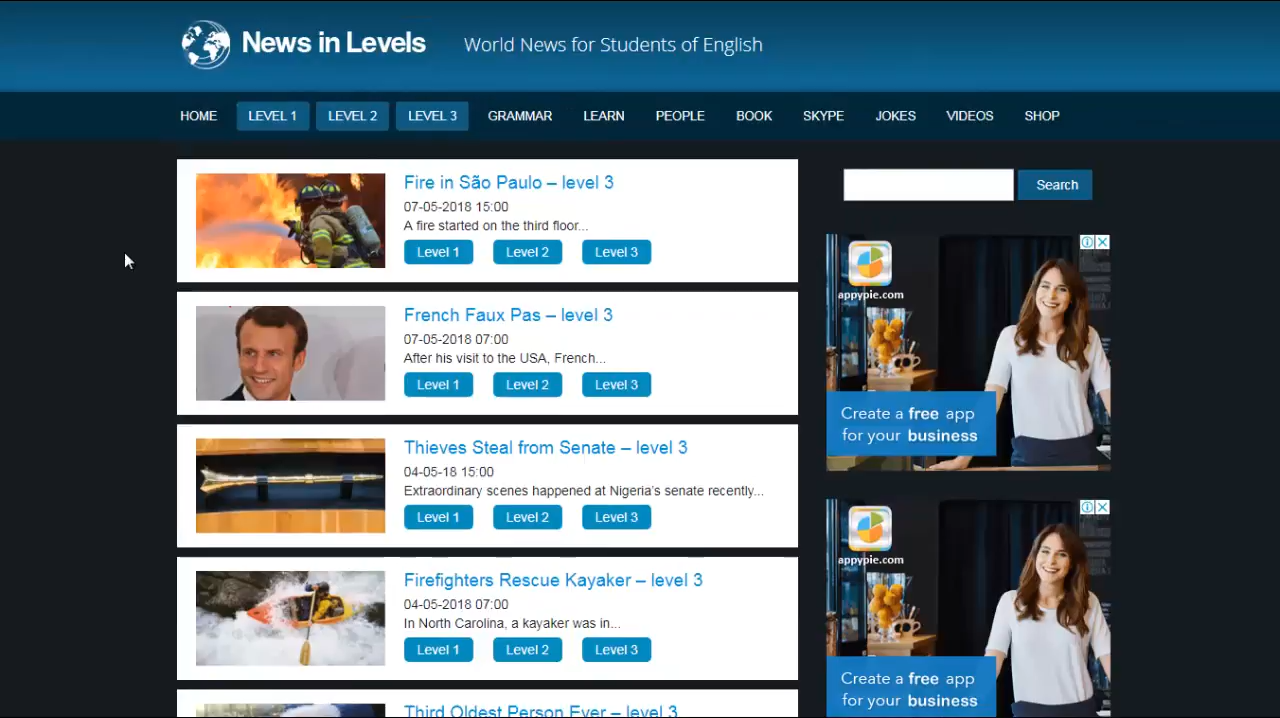 News in Levels
World News for Students of English
HOME LEVEL 1 LEVEL 2 LEVEL 3 GRAMMAR LEARN PEOPLE BOOK SKYPE JOKES VIDEOS SHOP
Fire in São Paulo – level 3
07-05-2018 15:00
A fire started on the third floor...
Level 1 Level 2 Level 3
French Faux Pas – level 3
07-05-2018 07:00
After his visit to the USA, French...
Level 1 Level 2 Level 3
Thieves Steal from Senate – level 3
04-05-18 15:00
Extraordinary scenes happened at Nigeria's senate recently...
Level 1 Level 2 Level 3
Firefighters Rescue Kayaker – level 3
04-05-2018 07:00
In North Carolina, a kayaker was in...
Level 1 Level 2 Level 3
Third Oldest Person Ever – level 3
Search
appypie.com
Create a free app
for your business
appypie.com
Create a free app
for your business